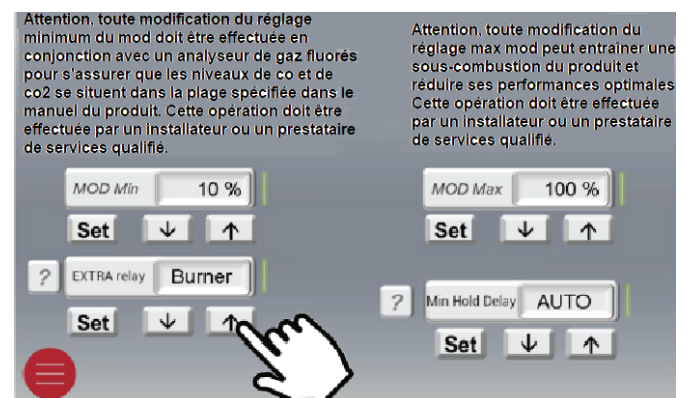 Attention, toute modification du réglage
minimum du mod doit être effectuée en
conjonction avec un analyseur de gaz fluorés
pour s'assurer que les niveaux de co et de
co2 se situent dans la plage spécifiée dans le
manuel du produit. Cette opération doit être
effectuée par un installateur ou un prestataire
de services qualifié.
MOD Min 10 %
Set ↓ ↑
? EXTRA relay Burner
Set ↓ ↑
Attention, toute modification du
réglage max mod peut entraîner une
sous-combustion du produit et
réduire ses performances optimales
Cette opération doit être effectuée
par un installateur ou un prestataire
de services qualifié.
MOD Max 100 %
Set ↓ ↑
? Min Hold Delay AUTO
Set ↓ ↑